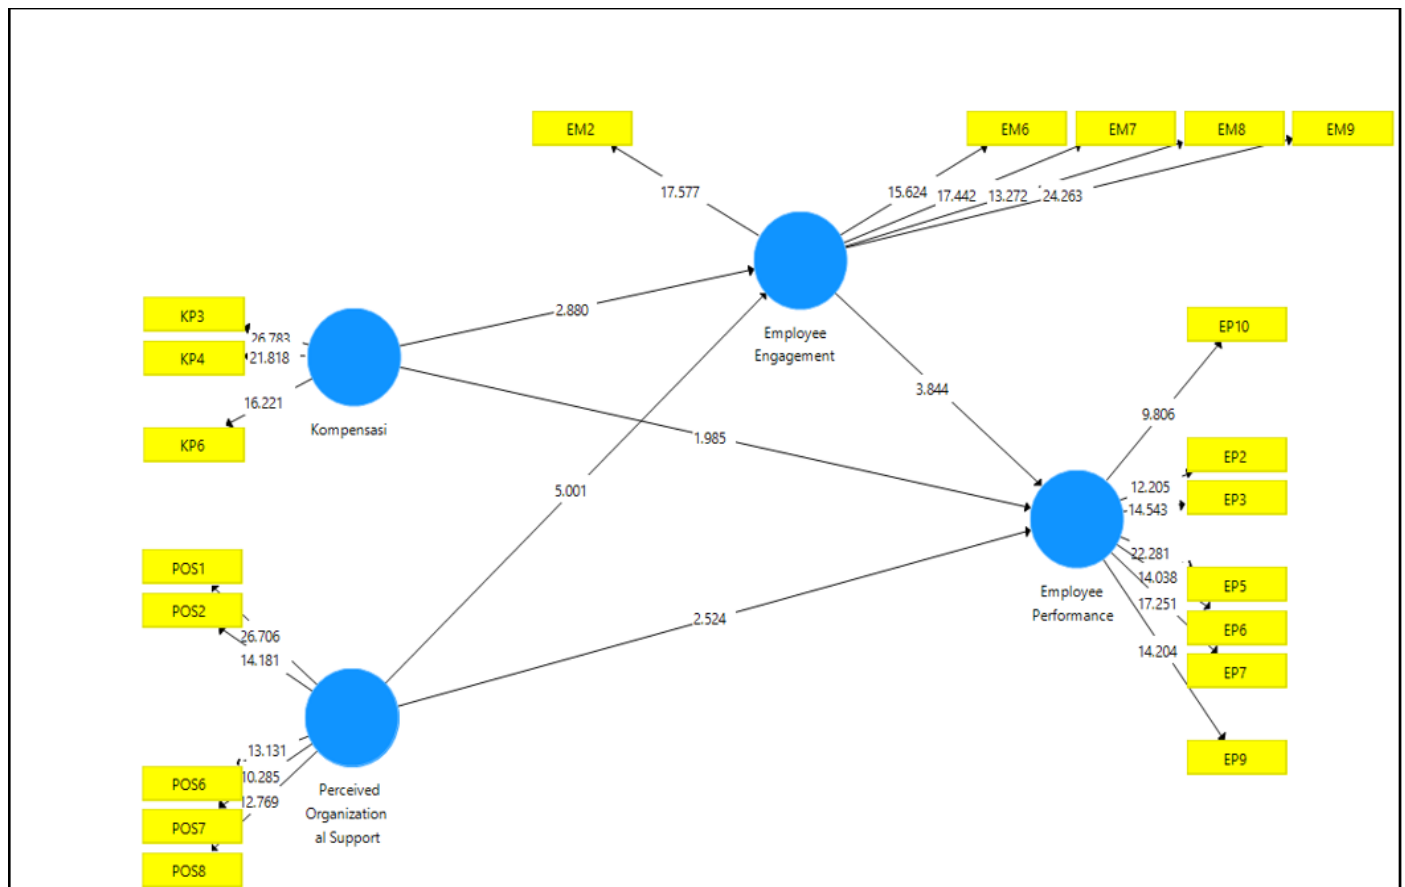 EM2
EM6
EM7
EM8
EM9
17.577
15.624
17.442
13.272
24.263
Employee
Engagement
KP3
KP4
KP6
26.783
21.818
16.221
Kompensasi
2.880
1.985
3.844
5.001
2.524
EP10
EP2
EP3
EP5
EP6
EP7
EP9
9.806
12.205
14.543
22.281
14.038
17.251
14.204
Employee
Performance
POS1
POS2
26.706
14.181
13.131
10.285
12.769
POS6
POS7
POS8
Perceived
Organization
al Support